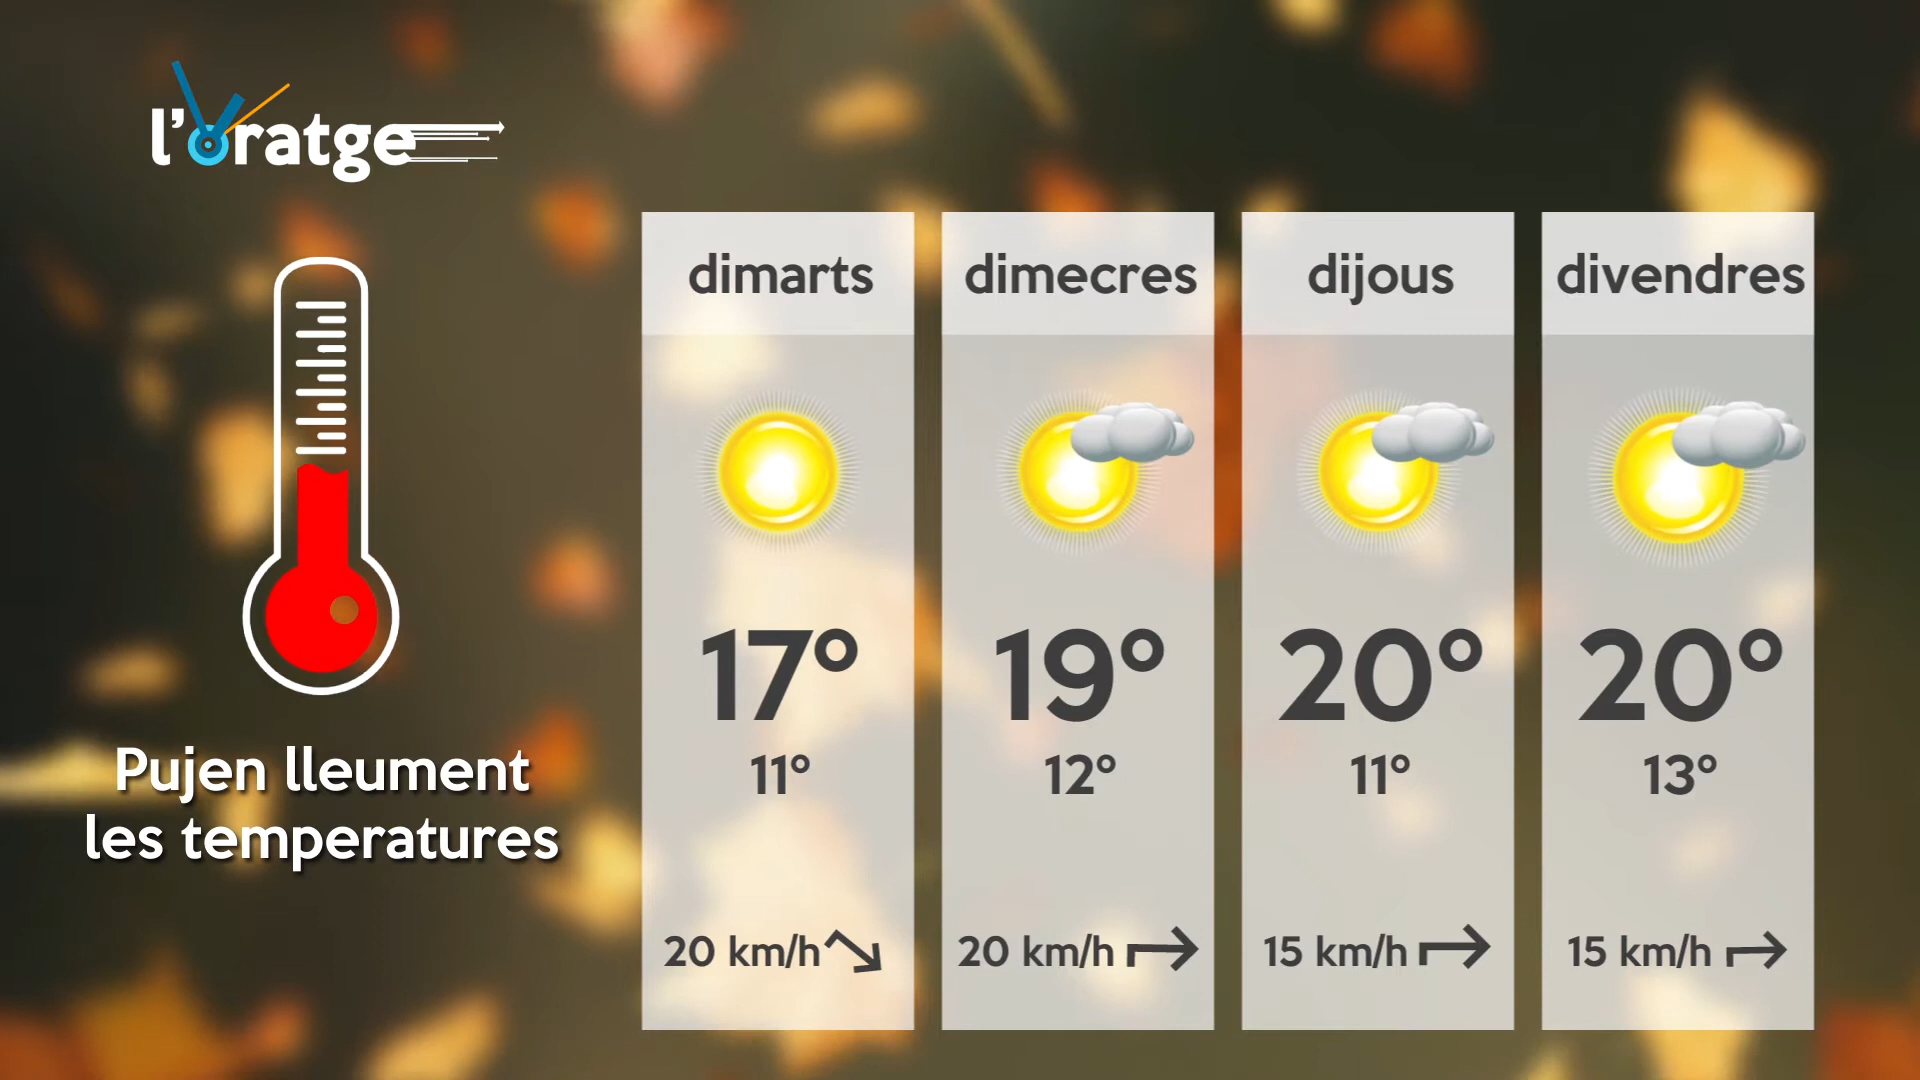 l'oratge
Pujen lleument
les temperatures
dimarts
17°
11°
20 km/h
dimecres
19°
12°
20 km/h
dijous
20°
11°
15 km/h
divendres
20°
13°
15 km/h